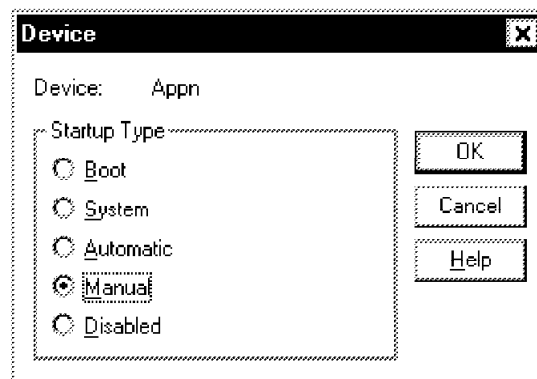 Device
Device: Appn
Startup Type
Boot
System
Automatic
Manual
Disabled
OK
Cancel
Help